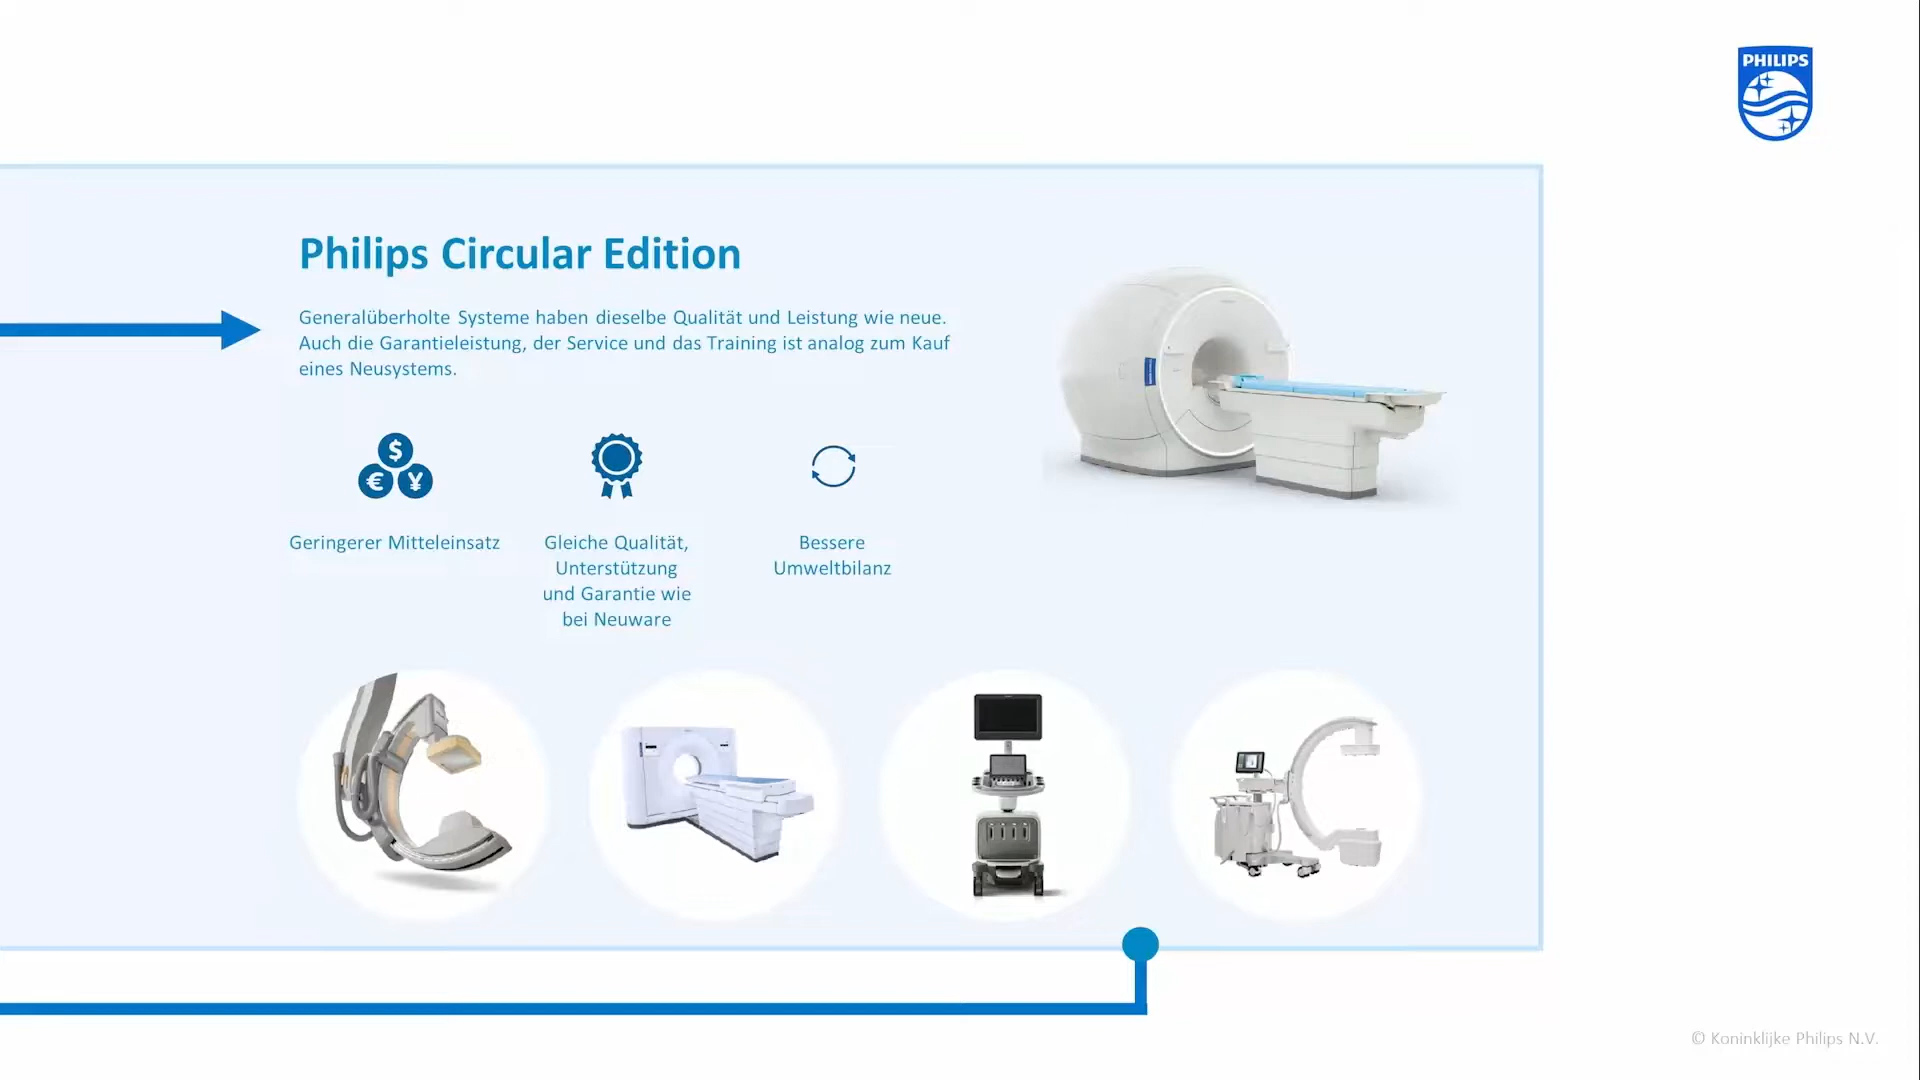 PHILIPS
Philips Circular Edition
Generalüberholte Systeme haben dieselbe Qualität und Leistung wie neue.
Auch die Garantieleistung, der Service und das Training ist analog zum Kauf
eines Neusystems.
$
€ ¥
Geringerer Mitteleinsatz
Gleiche Qualität,
Unterstützung
und Garantie wie
bei Neuware
Bessere
Umweltbilanz
© Koninklijke Philips N.V.